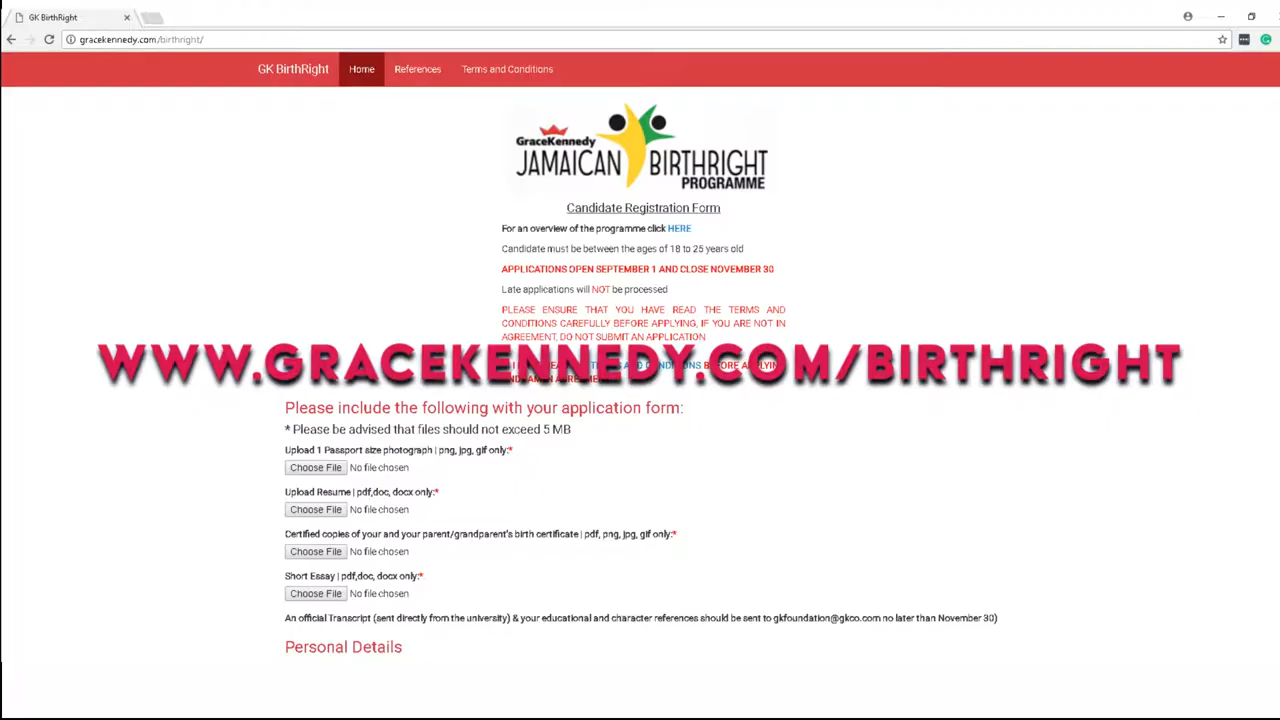 GK BirthRight
gracekennedy.com/birthright/
GK BirthRight Home References Terms and Conditions
GraceKennedy
JAMAICAN BIRTHRIGHT
PROGRAMME
Candidate Registration Form
For an overview of the programme click HERE
Candidate must be between the ages of 18 to 25 years old
APPLICATIONS OPEN SEPTEMBER 1 AND CLOSE NOVEMBER 30
Late applications will NOT be processed
PLEASE ENSURE THAT YOU HAVE READ THE TERMS AND
CONDITIONS CAREFULLY BEFORE APPLYING, IF YOU ARE NOT IN
AGREEMENT, DO NOT SUBMIT AN APPLICATION
WWW.GRACEKENNEDY.COM/BIRTHRIGHT
Please include the following with your application form:
* Please be advised that files should not exceed 5 MB
Upload 1 Passport size photograph | png, jpg, gif only:*
Choose File No file chosen
Upload Resume | pdf,doc, docx only:*
Choose File No file chosen
Certified copies of your and your parent/grandparent's birth certificate | pdf, png, jpg, gif only:*
Choose File No file chosen
Short Essay | pdf,doc, docx only:*
Choose File No file chosen
An official Transcript (sent directly from the university) & your educational and character references should be sent to gkfoundation@gkco.com no later than November 30)
Personal Details